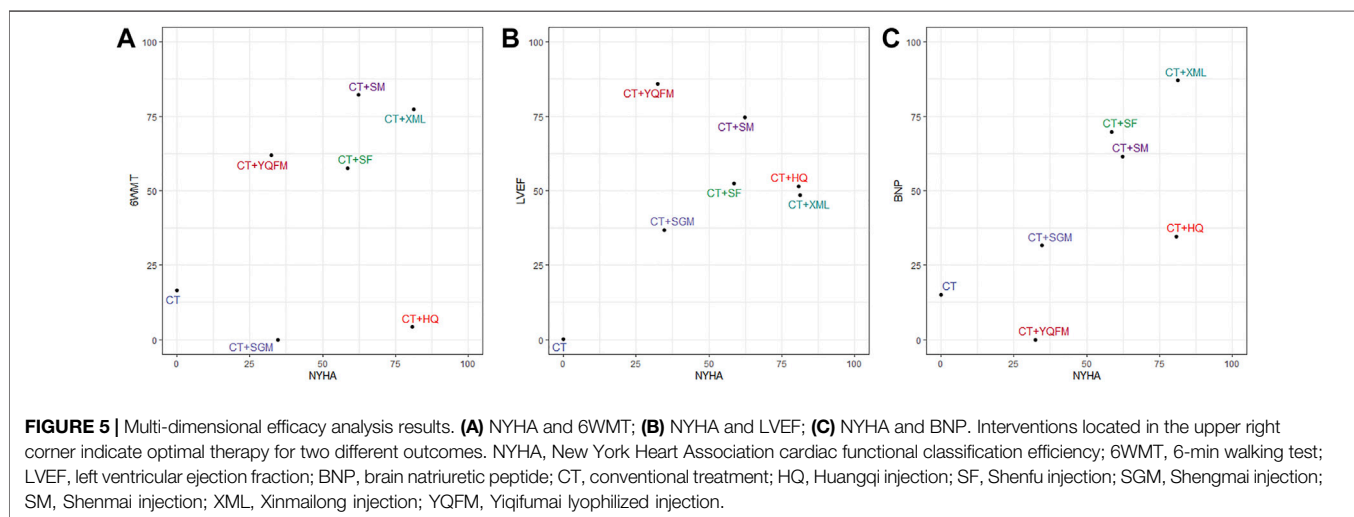 A
100
75
50
25
0
6WMT
CT+SM
CT+XML
CT+YQFM
CT+SF
CT
CT+SGM
CT+HQ
0 25 50 75 100
NYHA
B
100
75
50
25
0
LVEF
CT+YQFM
CT+SM
CT+HQ
CT+SF
CT+XML
CT+SGM
CT
0 25 50 75 100
NYHA
C
100
75
50
25
0
BNP
CT+XML
CT+SF
CT+SM
CT+HQ
CT+SGM
CT
CT+YQFM
0 25 50 75 100
NYHA
FIGURE 5 | Multi-dimensional efficacy analysis results. (A) NYHA and 6WMT; (B) NYHA and LVEF; (C) NYHA and BNP. Interventions located in the upper right
corner indicate optimal therapy for two different outcomes. NYHA, New York Heart Association cardiac functional classification efficiency; 6WMT, 6-min walking test;
LVEF, left ventricular ejection fraction; BNP, brain natriuretic peptide; CT, conventional treatment; HQ, Huangqi injection; SF, Shenfu injection; SGM, Shengmai injection;
SM, Shenmai injection; XML, Xinmailong injection; YQFM, Yiqifumai lyophilized injection.